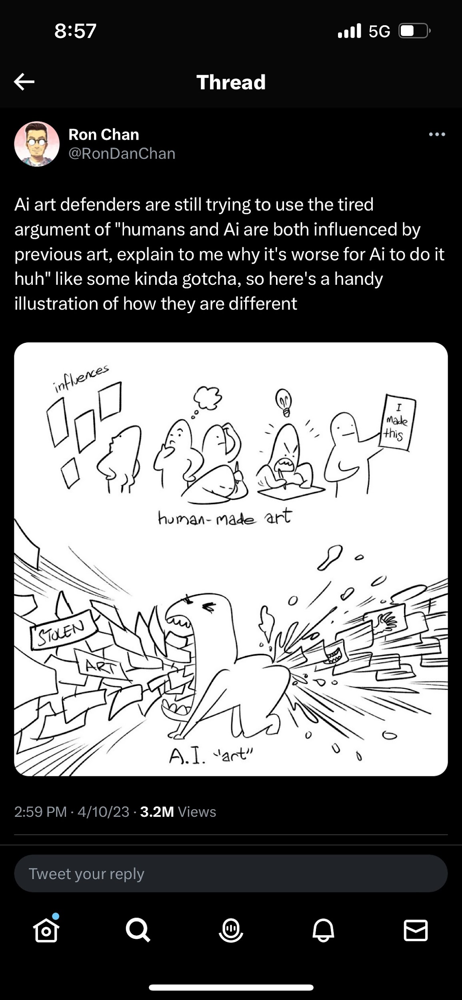 8:57
5G
Thread
Ron Chan
@RonDanChan
Ai art defenders are still trying to use the tired
argument of "humans and Ai are both influenced by
previous art, explain to me why it's worse for Ai to do it
huh" like some kinda gotcha, so here's a handy
illustration of how they are different
influences
I
made
this
human-made art
STOLEN
ART
A.I. "art"
2:59 PM · 4/10/23 · 3.2M Views
Tweet your reply